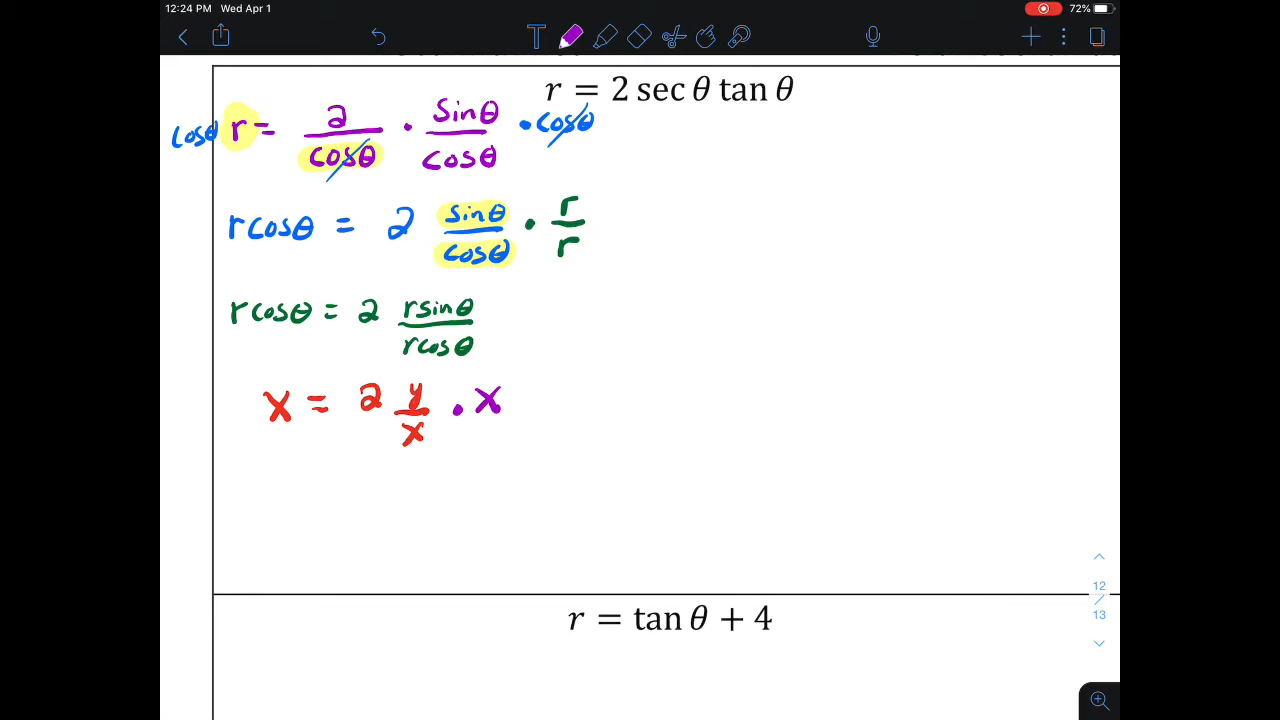 12:24 PM Wed Apr 1 72%
T
r = 2 sec θ tan θ
cosθ r = 2/cosθ · sinθ/cosθ · cosθ
rcosθ = 2 sinθ/cosθ · r/r
rcosθ = 2 rsinθ/rcosθ
x = 2 y/x · x
12
/
13
r = tan θ + 4